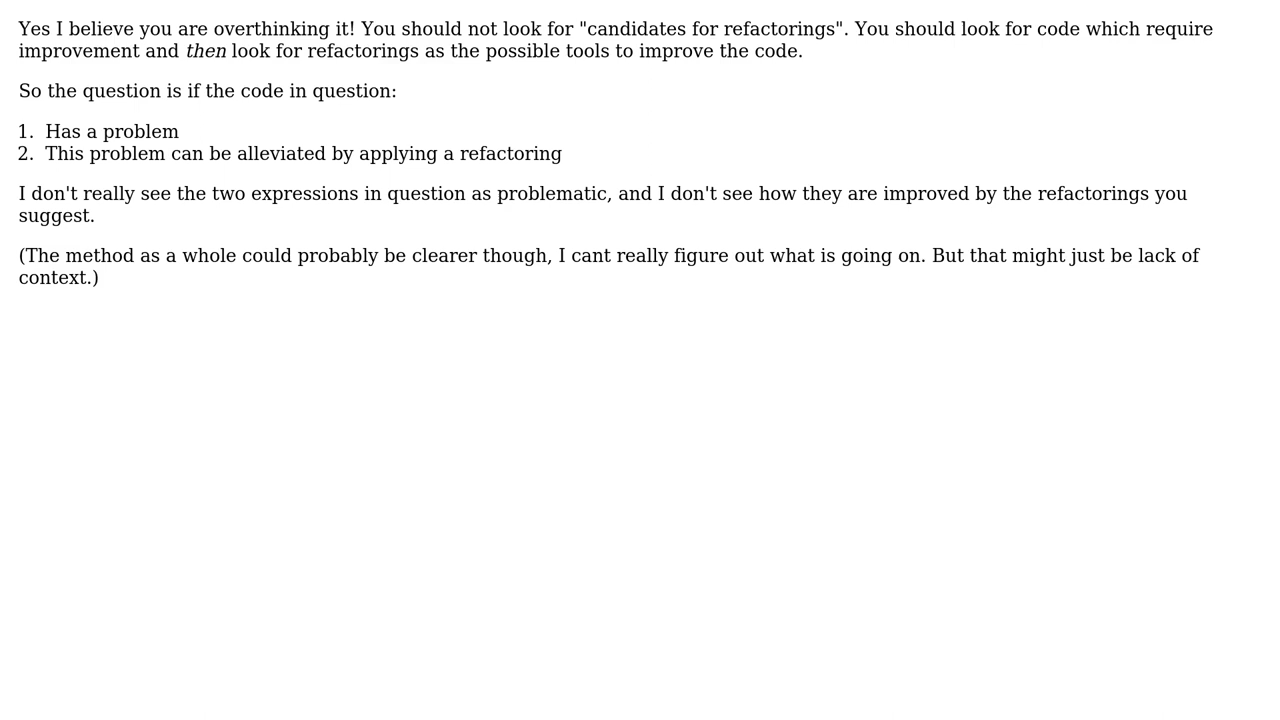 Yes I believe you are overthinking it! You should not look for "candidates for refactorings". You should look for code which require
improvement and then look for refactorings as the possible tools to improve the code.
So the question is if the code in question:
1. Has a problem
2. This problem can be alleviated by applying a refactoring
I don't really see the two expressions in question as problematic, and I don't see how they are improved by the refactorings you
suggest.
(The method as a whole could probably be clearer though, I cant really figure out what is going on. But that might just be lack of
context.)